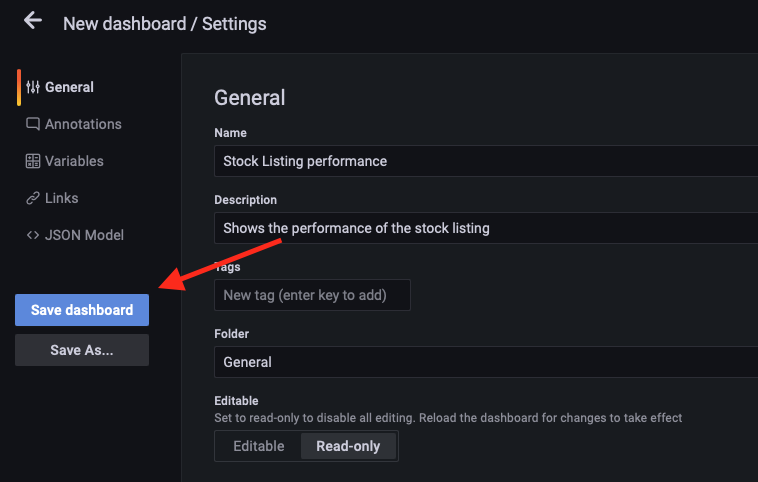 New dashboard / Settings
General
Annotations
Variables
Links
JSON Model
Save dashboard
Save As...
General
Name
Stock Listing performance
Description
Shows the performance of the stock listing
Tags
New tag (enter key to add)
Folder
General
Editable
Set to read-only to disable all editing. Reload the dashboard for changes to take effect
Editable Read-only